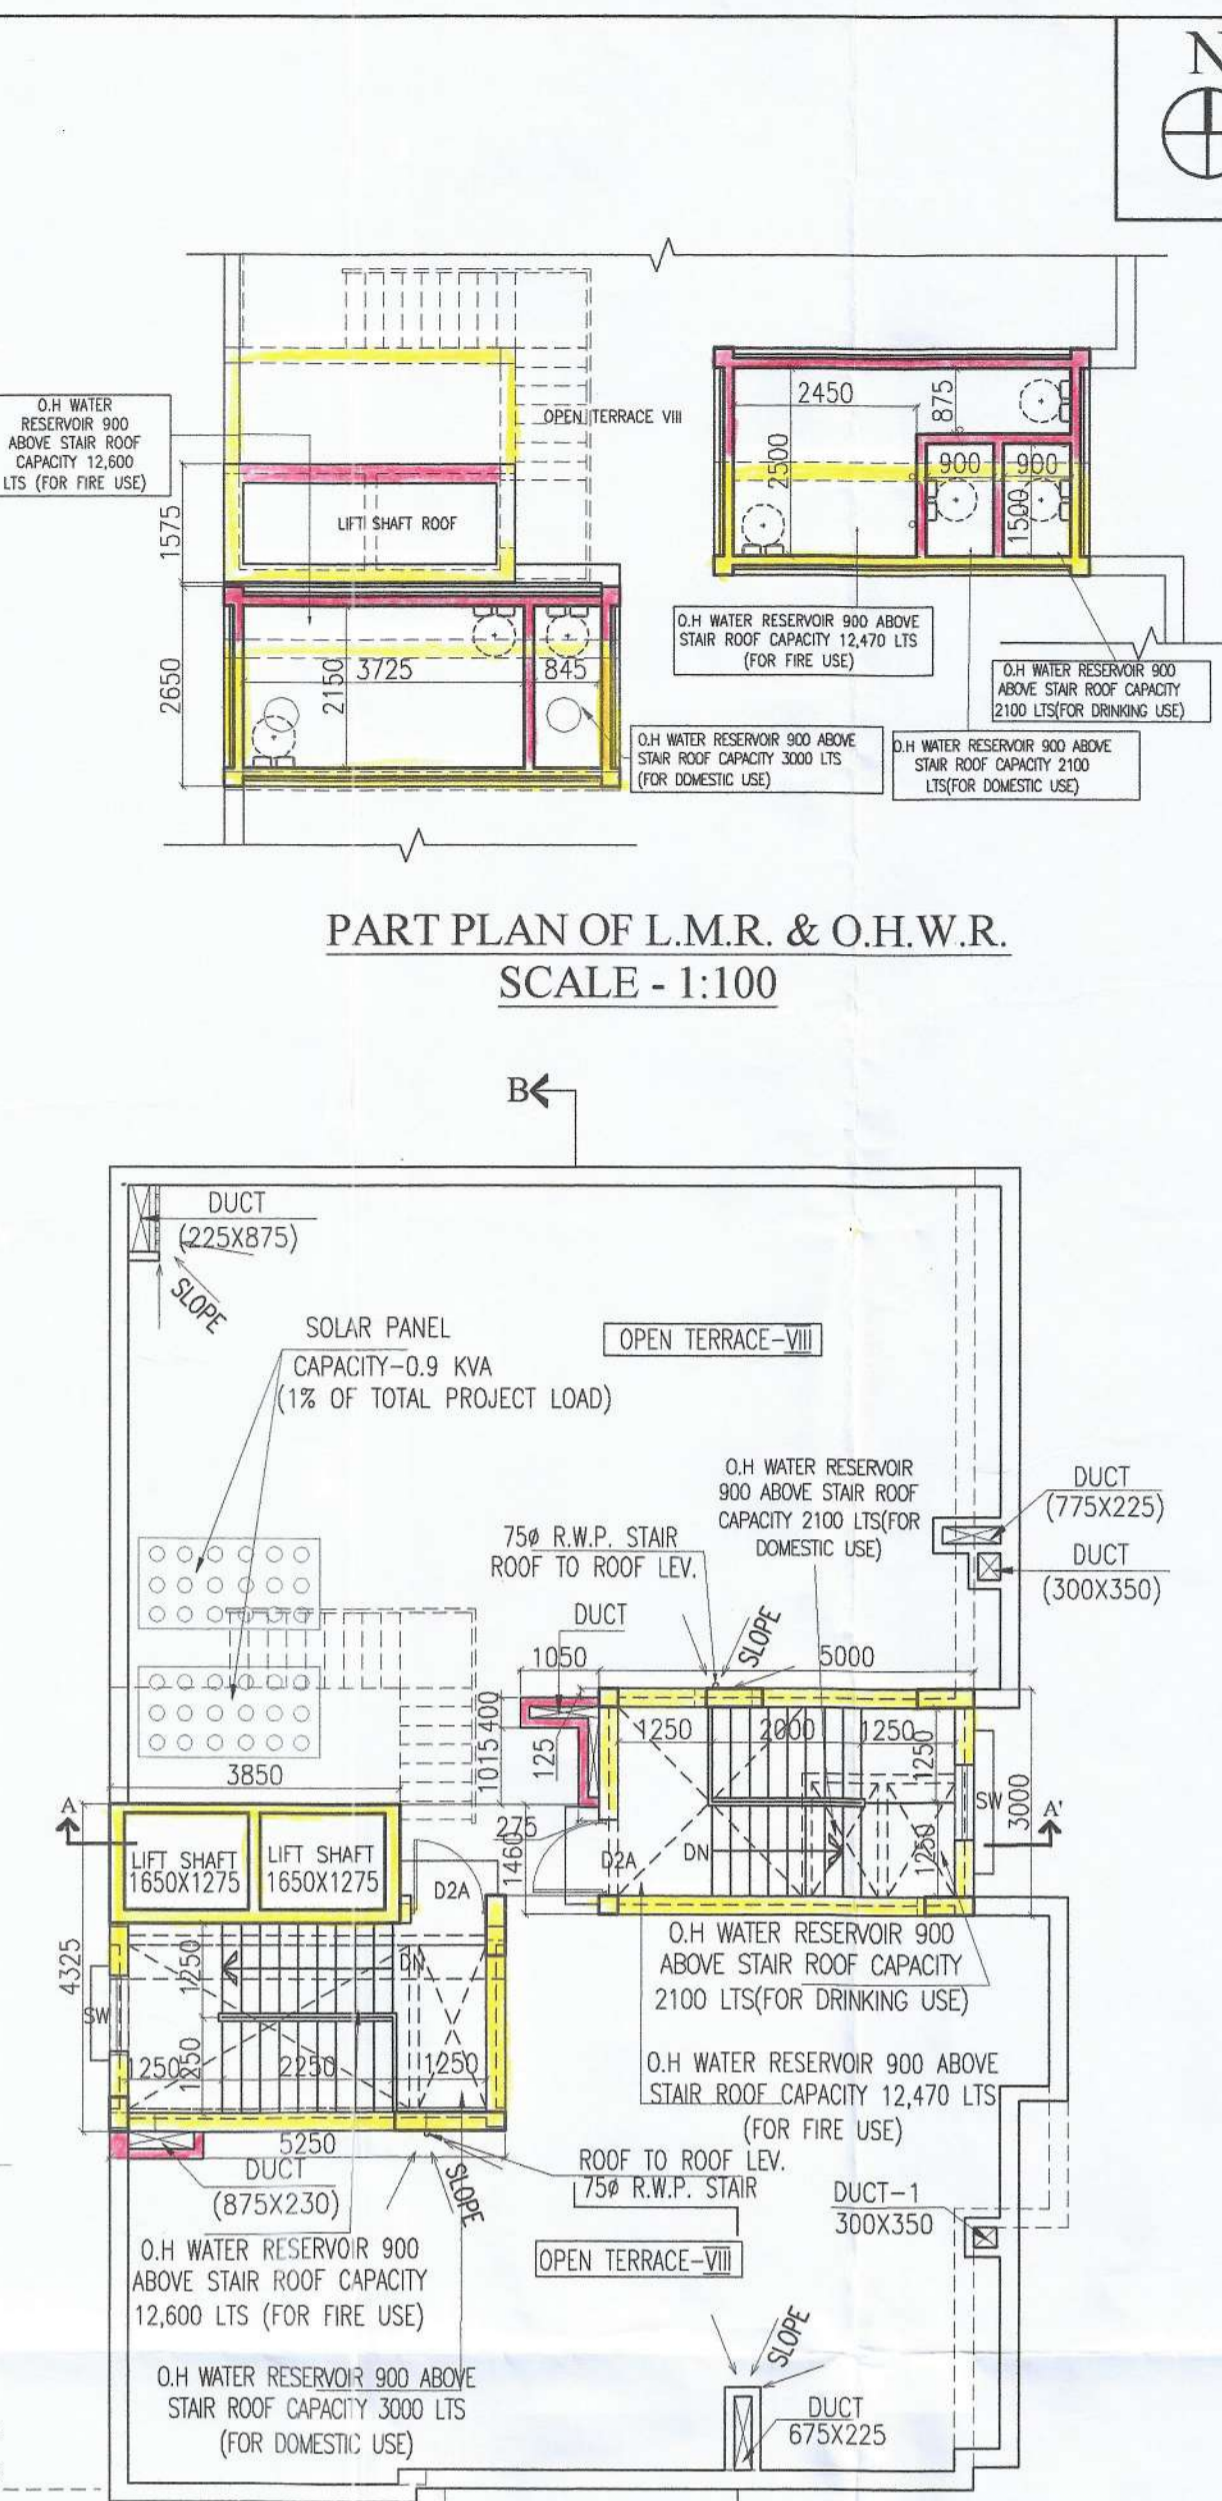 N
O.H WATER
RESERVOIR 900
ABOVE STAIR ROOF
CAPACITY 12,600
LTS (FOR FIRE USE)
OPEN TERRACE VIII
LIFT SHAFT ROOF
1575
2650
2150
3725
845
2450
875
2500
900
900
1500
O.H WATER RESERVOIR 900 ABOVE
STAIR ROOF CAPACITY 12,470 LTS
(FOR FIRE USE)
O.H WATER RESERVOIR 900
ABOVE STAIR ROOF CAPACITY
2100 LTS(FOR DRINKING USE)
O.H WATER RESERVOIR 900 ABOVE
STAIR ROOF CAPACITY 3000 LTS
(FOR DOMESTIC USE)
O.H WATER RESERVOIR 900 ABOVE
STAIR ROOF CAPACITY 2100
LTS(FOR DOMESTIC USE)
PART PLAN OF L.M.R. & O.H.W.R.
SCALE - 1:100
B
DUCT
(225X875)
SLOPE
SOLAR PANEL
CAPACITY-0.9 KVA
(1% OF TOTAL PROJECT LOAD)
OPEN TERRACE-VIII
O.H WATER RESERVOIR
900 ABOVE STAIR ROOF
CAPACITY 2100 LTS(FOR
DOMESTIC USE)
DUCT
(775X225)
DUCT
(300X350)
75ø R.W.P. STAIR
ROOF TO ROOF LEV.
DUCT
SLOPE
1050
5000
400
1015
125
1250
2000
1250
1250
1250
3000
SW
A'
3850
A
275
1460
D2A
DN
LIFT SHAFT
1650X1275
LIFT SHAFT
1650X1275
D2A
4325
SW
DN
1250
1250
1250
2250
1250
5250
O.H WATER RESERVOIR 900
ABOVE STAIR ROOF CAPACITY
2100 LTS(FOR DRINKING USE)
O.H WATER RESERVOIR 900 ABOVE
STAIR ROOF CAPACITY 12,470 LTS
(FOR FIRE USE)
DUCT
(875X230)
SLOPE
ROOF TO ROOF LEV.
75ø R.W.P. STAIR
DUCT-1
300X350
O.H WATER RESERVOIR 900
ABOVE STAIR ROOF CAPACITY
12,600 LTS (FOR FIRE USE)
OPEN TERRACE-VIII
O.H WATER RESERVOIR 900 ABOVE
STAIR ROOF CAPACITY 3000 LTS
(FOR DOMESTIC USE)
SLOPE
DUCT
675X225